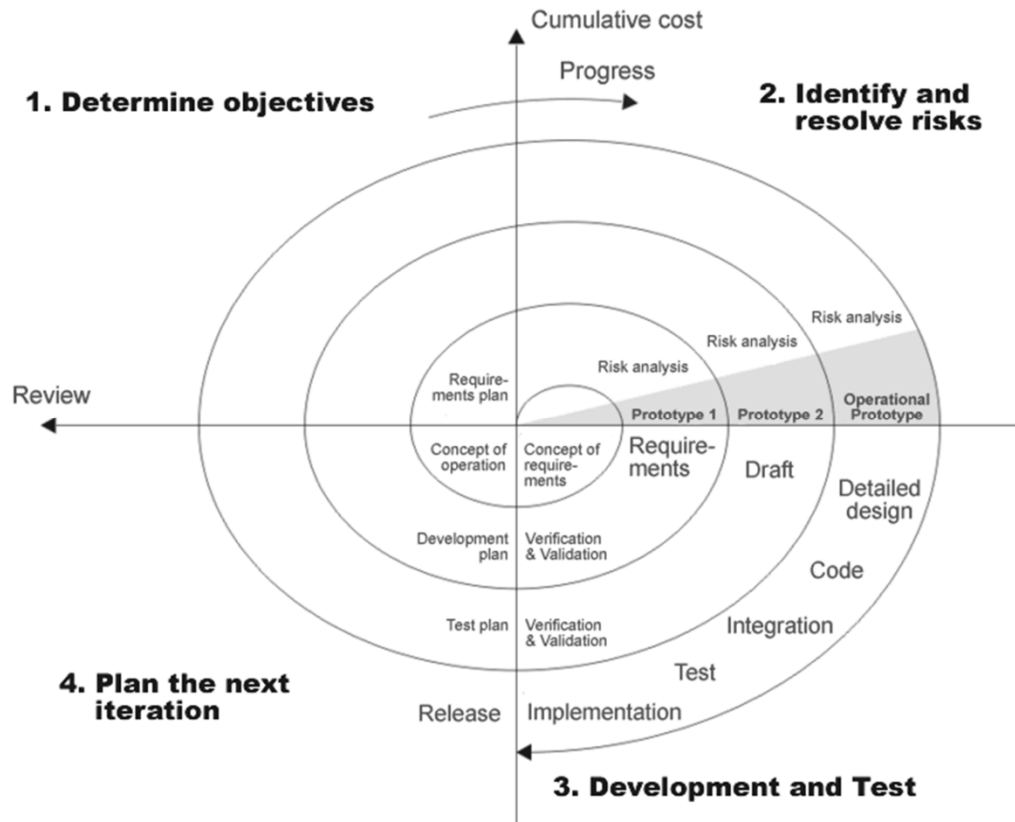 Cumulative cost
Progress
1. Determine objectives
2. Identify and
resolve risks
Risk analysis
Risk analysis
Risk analysis
Require-
ments plan
Review
Prototype 1
Prototype 2
Operational
Prototype
Concept of
operation
Concept of
require-
ments
Require-
ments
Draft
Detailed
design
Development
plan
Verification
& Validation
Code
Test plan
Verification
& Validation
Integration
Test
4. Plan the next
iteration
Release
Implementation
3. Development and Test